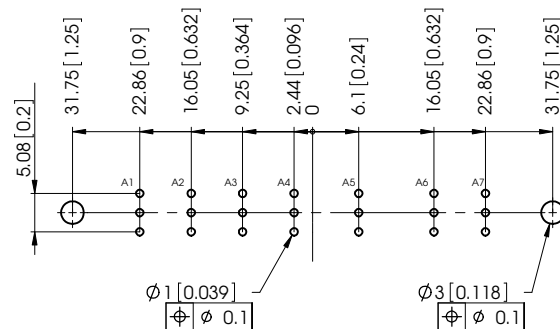 31.75 [1.25]
22.86 [0.9]
16.05 [0.632]
9.25 [0.364]
2.44 [0.096]
0
6.1 [0.24]
16.05 [0.632]
22.86 [0.9]
31.75 [1.25]
5.08 [0.2]
A1
A2
A3
A4
A5
A6
A7
Ø1 [0.039]
⌖ Ø 0.1
Ø3 [0.118]
⌖ Ø 0.1